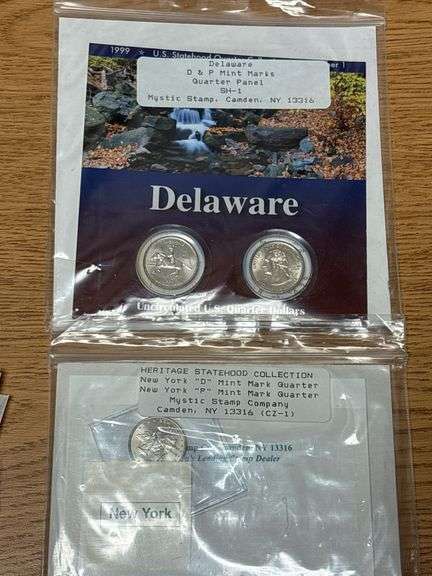 1999 ★ U.S. Statehood Quarter
Delaware
D & P Mint Marks
Quarter Panel
SH-1
Mystic Stamp, Camden, NY 13316
Delaware
Uncirculated U.S. Quarter Dollars
HERITAGE STATEHOOD COLLECTION
New York "D" Mint Mark Quarter
New York "P" Mint Mark Quarter
Mystic Stamp Company
Camden, NY 13316 (CZ-1)
Camden, NY 13316
Dealer
New York